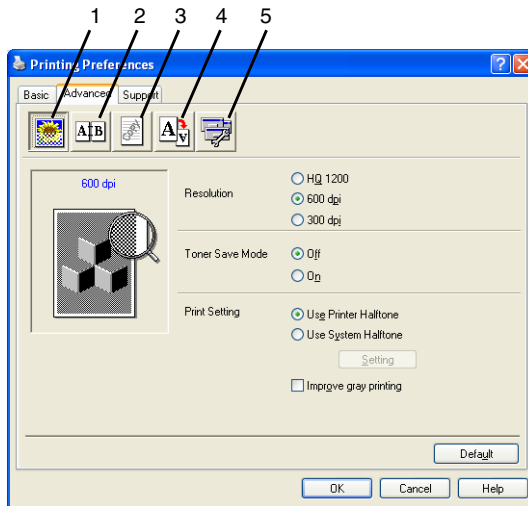 1 2 3 4 5
Printing Preferences
Basic Advanced Support
A B copy A A
600 dpi
Resolution
HQ 1200
600 dpi
300 dpi
Toner Save Mode
Off
On
Print Setting
Use Printer Halftone
Use System Halftone
Setting
Improve gray printing
Default
OK Cancel Help